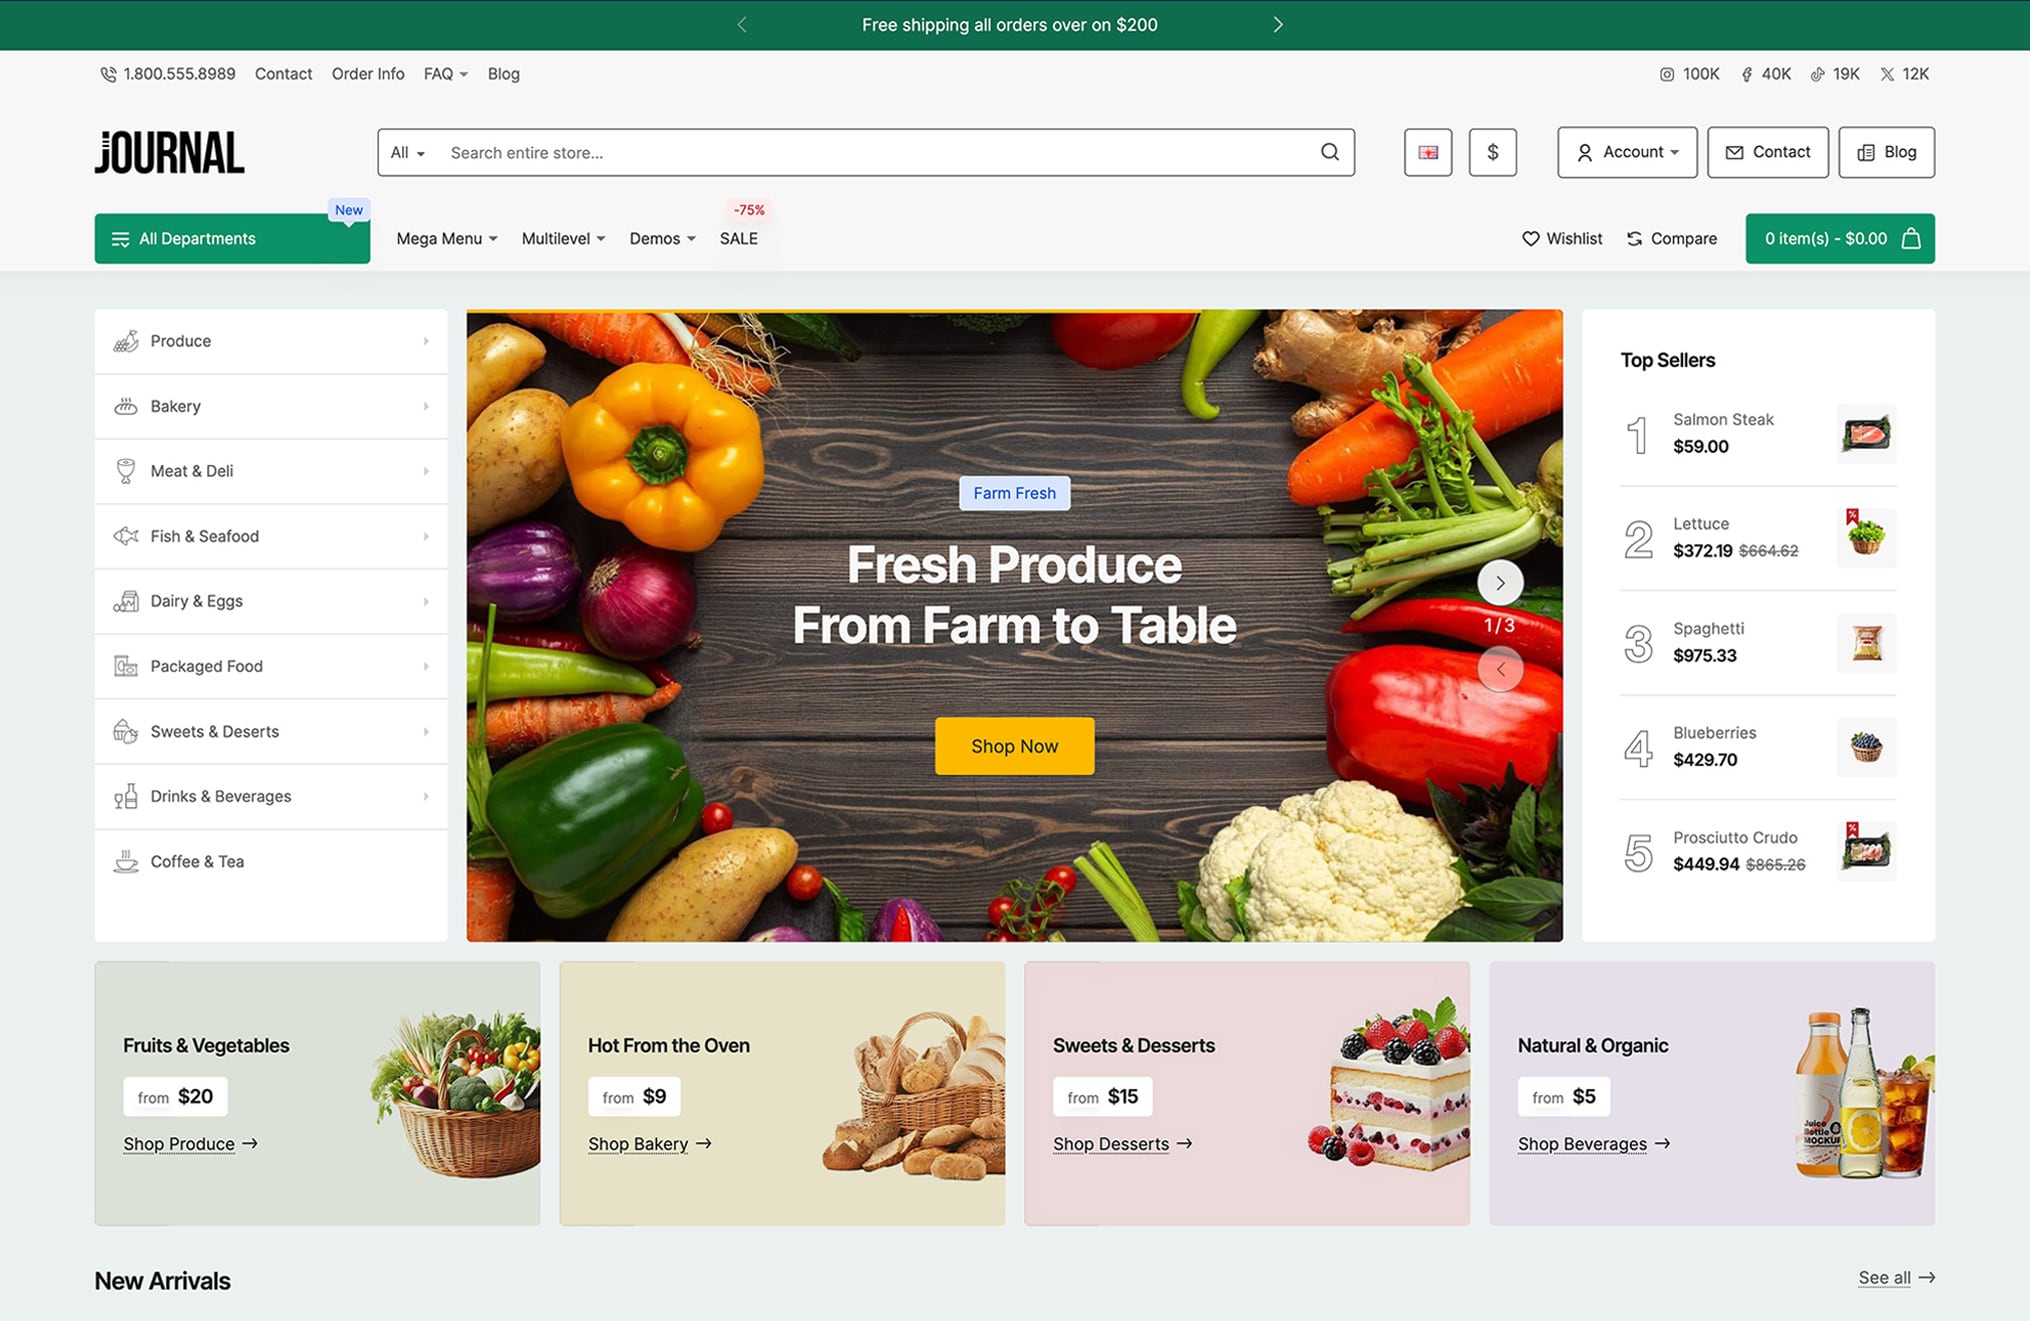 Free shipping all orders over on $200
1.800.555.8989 Contact Order Info FAQ Blog
100K 40K 19K 12K
JOURNAL
All Search entire store...
$ Account Contact Blog
New
-75%
All Departments Mega Menu Multilevel Demos SALE
Wishlist Compare 0 item(s) - $0.00
Produce
Bakery
Meat & Deli
Fish & Seafood
Dairy & Eggs
Packaged Food
Sweets & Deserts
Drinks & Beverages
Coffee & Tea
Farm Fresh
Fresh Produce
From Farm to Table
Shop Now
1/3
Top Sellers
1 Salmon Steak
$59.00
2 Lettuce
$372.19 $664.62
%
3 Spaghetti
$975.33
4 Blueberries
$429.70
5 Prosciutto Crudo
$449.94 $865.26
%
Fruits & Vegetables
from $20
Shop Produce
Hot From the Oven
from $9
Shop Bakery
Sweets & Desserts
from $15
Shop Desserts
Natural & Organic
from $5
Shop Beverages
Juice
Bottle
MOCKUP
New Arrivals
See all